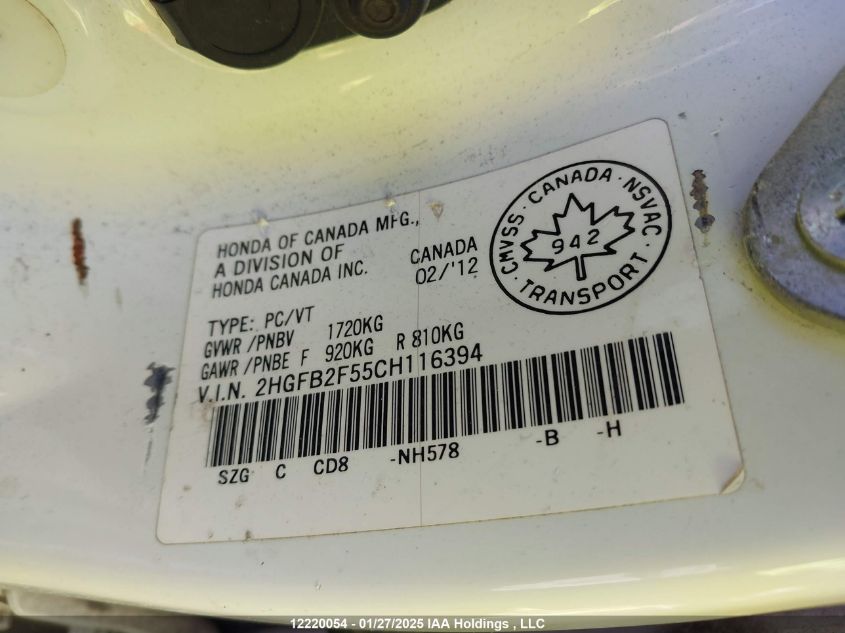 HONDA OF CANADA MFG.,
A DIVISION OF
HONDA CANADA INC.
CANADA
02/'12
CMVSS · CANADA · NSVAC
942
· TRANSPORT ·
TYPE: PC/VT
GVWR /PNBV 1720KG
GAWR /PNBE F 920KG R 810KG
V.I.N. 2HGFB2F55CH116394
SZG C CD8 -NH578 -B -H
12220054 - 01/27/2025 IAA Holdings , LLC